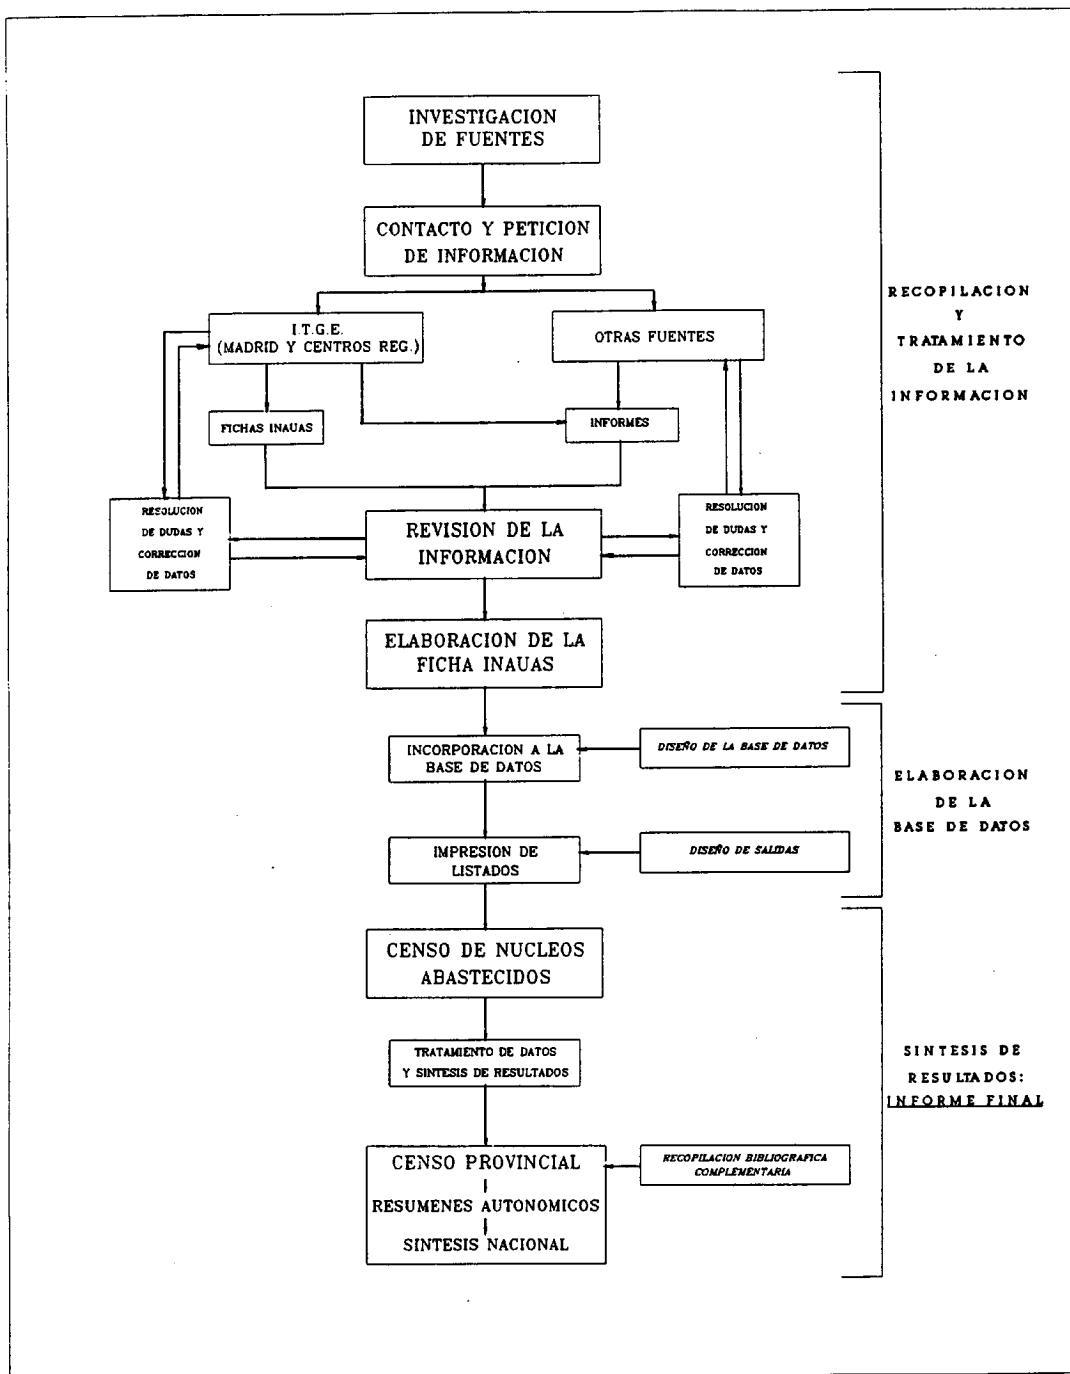 INVESTIGACION
DE FUENTES
CONTACTO Y PETICION
DE INFORMACION
I.T.G.E.
(MADRID Y CENTROS REG.)
OTRAS FUENTES
FICHAS INAUAS
INFORMES
RESOLUCION
DE DUDAS Y
CORRECCION
DE DATOS
REVISION DE LA
INFORMACION
RESOLUCION
DE DUDAS Y
CORRECCION
DE DATOS
ELABORACION DE LA
FICHA INAUAS
RECOPILACION
Y
TRATAMIENTO
DE LA
INFORMACION
INCORPORACION A LA
BASE DE DATOS
DISEÑO DE LA BASE DE DATOS
IMPRESION DE
LISTADOS
DISEÑO DE SALIDAS
ELABORACION
DE LA
BASE DE DATOS
CENSO DE NUCLEOS
ABASTECIDOS
TRATAMIENTO DE DATOS
Y SINTESIS DE RESULTADOS
CENSO PROVINCIAL
RESUMENES AUTONOMICOS
SINTESIS NACIONAL
RECOPILACION BIBLIOGRAFICA
COMPLEMENTARIA
SINTESIS DE
RESULTADOS:
INFORME FINAL